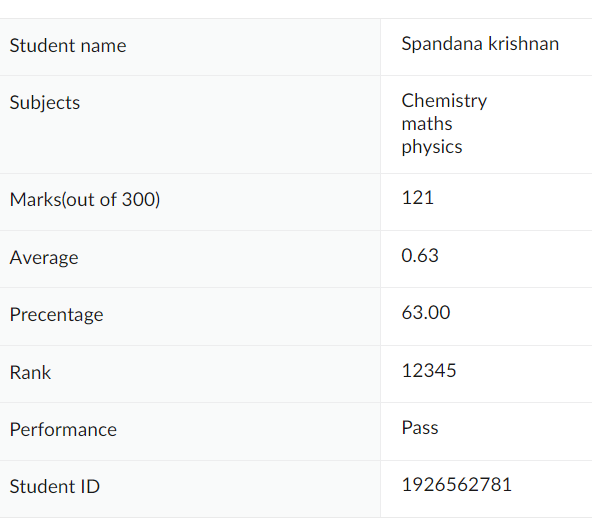 Student name Spandana krishnan
Subjects Chemistry
maths
physics
Marks(out of 300) 121
Average 0.63
Precentage 63.00
Rank 12345
Performance Pass
Student ID 1926562781